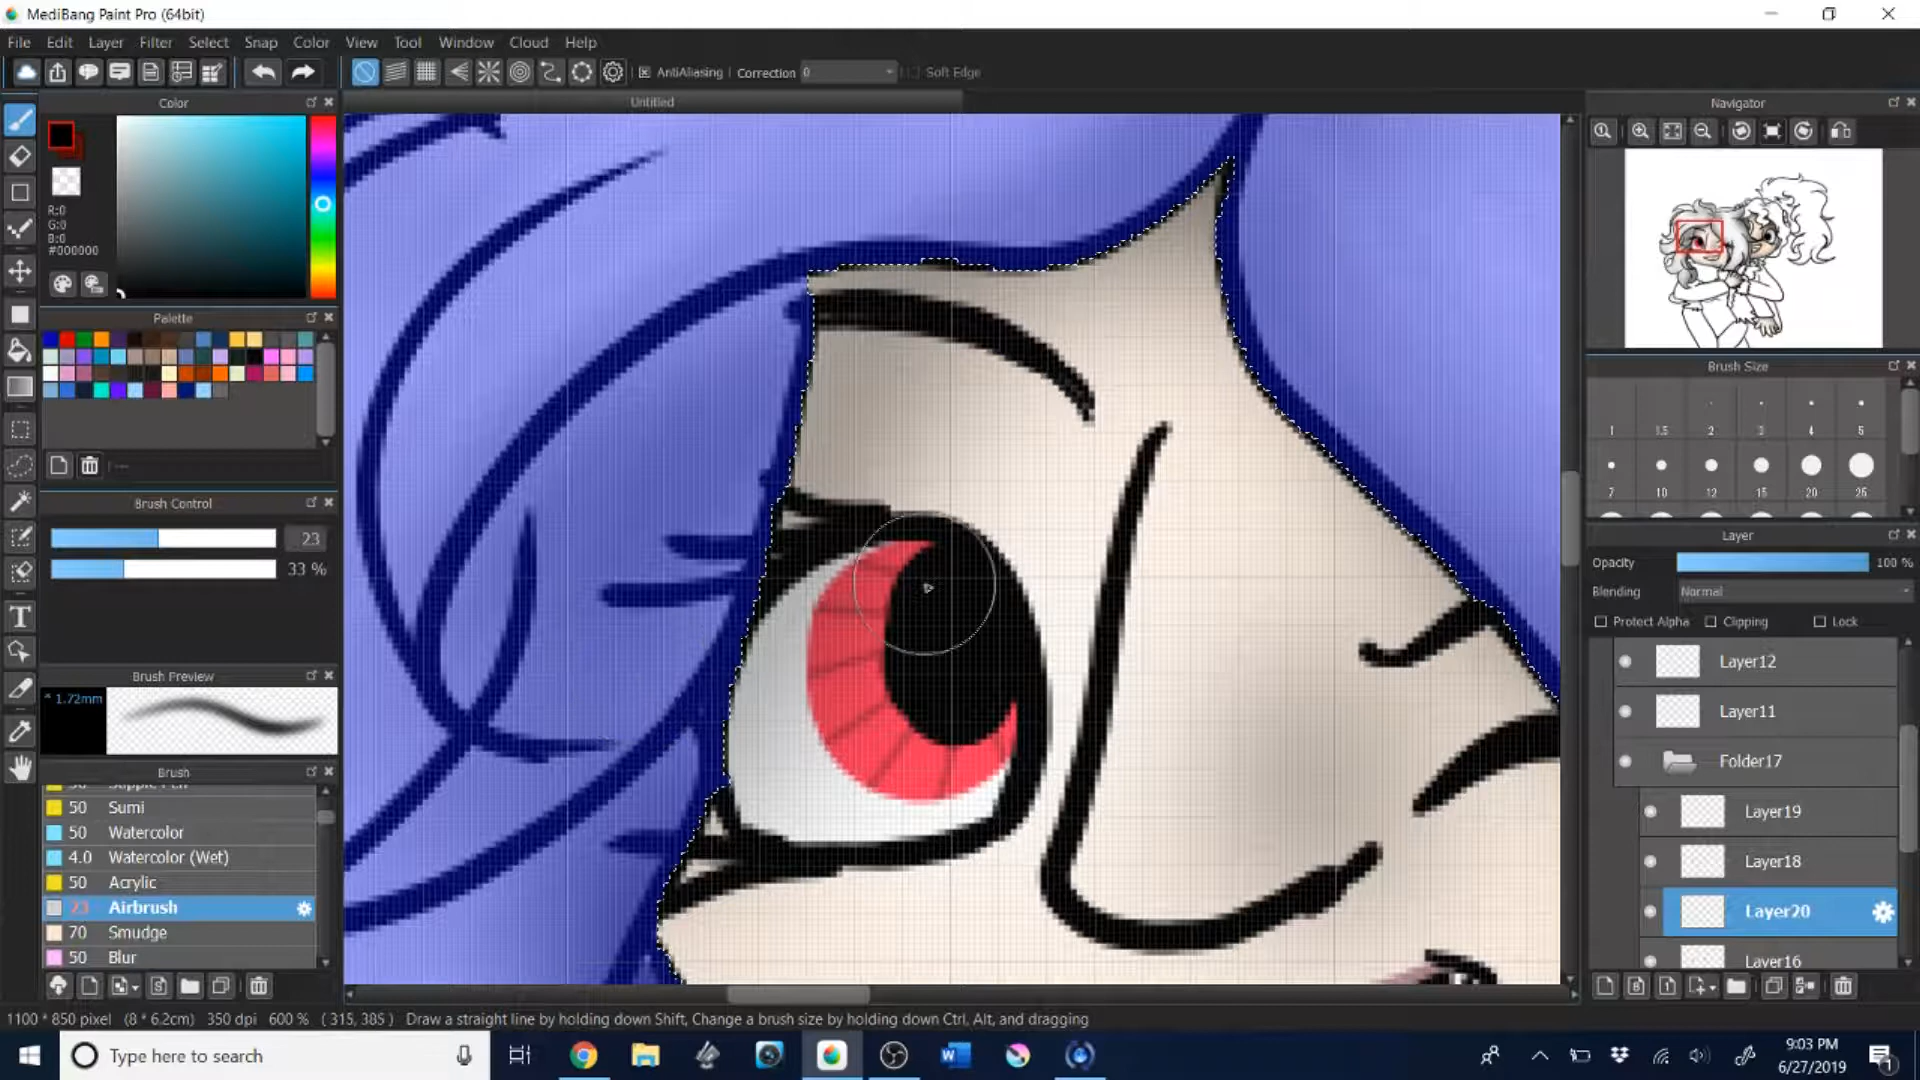 MediBang Paint Pro (64bit)
File Edit Layer Filter Select Snap Color View Tool Window Cloud Help
AntiAliasing Correction 0 Soft Edge
Color
Untitled
Navigator
R:0
G:0
B:0
#000000
Palette
Brush Size
1 1.5 2 3 4 5
7 10 12 15 20 25
Brush Control
23
33 %
Layer
Opacity 100 %
Blending Normal
Protect Alpha Clipping Lock
Layer12
Layer11
Folder17
Layer19
Layer18
Layer20
Layer16
Brush Preview
* 1.72mm
Brush
50 Sumi
50 Watercolor
4.0 Watercolor (Wet)
50 Acrylic
23 Airbrush
70 Smudge
50 Blur
1100 * 850 pixel (8 * 6.2cm) 350 dpi 600 % ( 315, 385 ) Draw a straight line by holding down Shift, Change a brush size by holding down Ctrl, Alt, and dragging
Type here to search
9:03 PM
6/27/2019
1